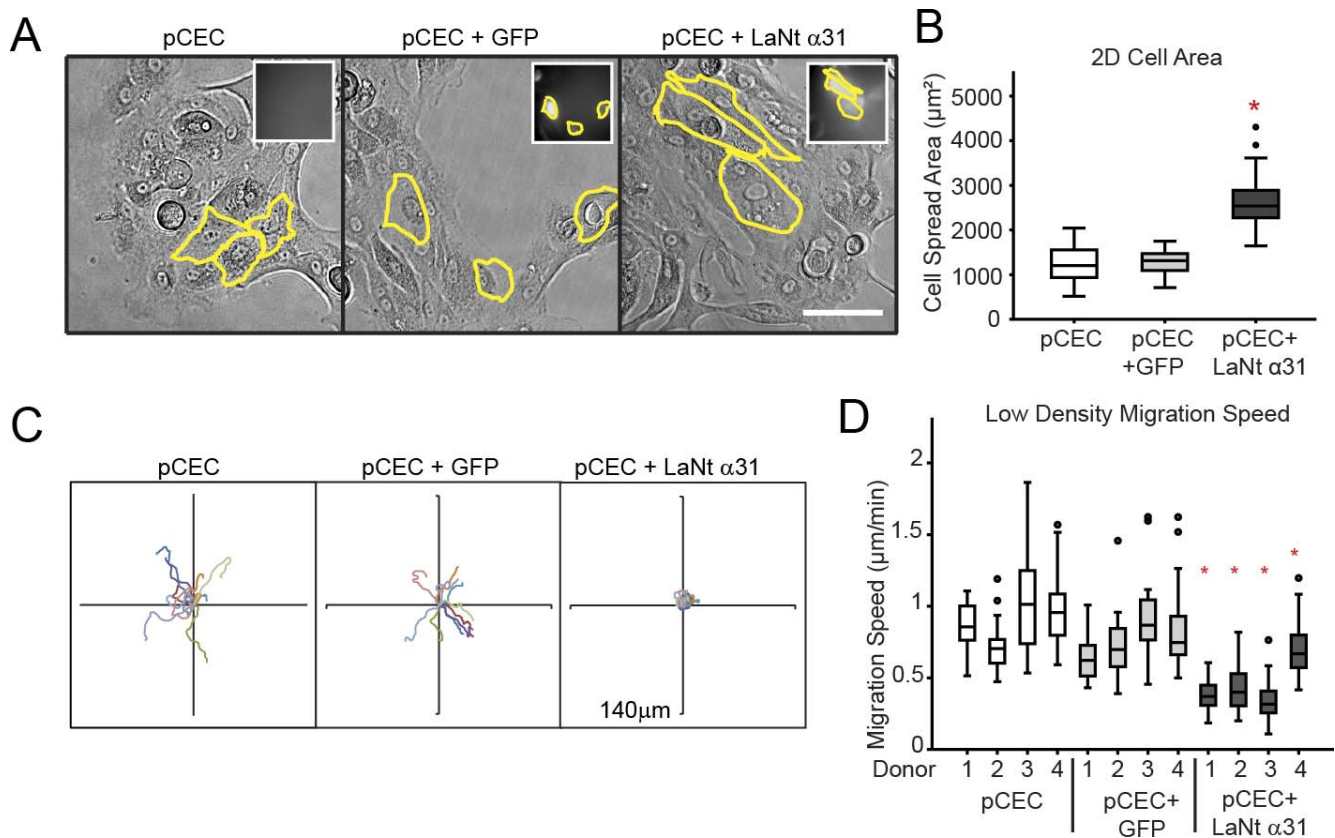 A
pCEC
pCEC + GFP
pCEC + LaNt α31
B
2D Cell Area
Cell Spread Area (µm²)
5000
4000
3000
2000
1000
0
pCEC
pCEC
+GFP
pCEC+
LaNt α31
*
C
pCEC
pCEC + GFP
pCEC + LaNt α31
140µm
D
Low Density Migration Speed
Migration Speed (µm/min)
2
1.5
1
0.5
0
* * * *
Donor 1 2 3 4 1 2 3 4 1 2 3 4
pCEC
pCEC+
GFP
pCEC+
LaNt α31